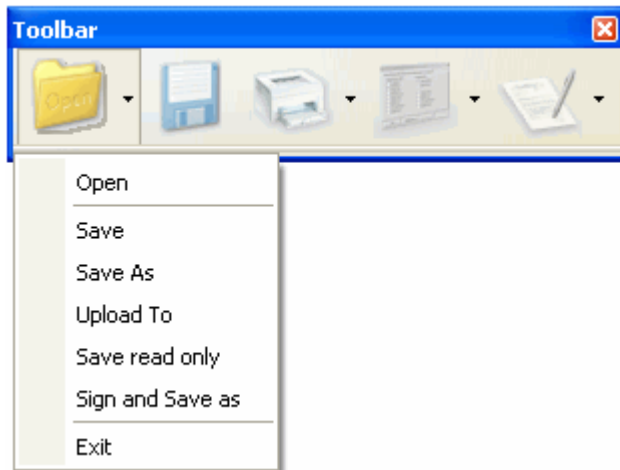 Toolbar
Open
Open
Save
Save As
Upload To
Save read only
Sign and Save as
Exit